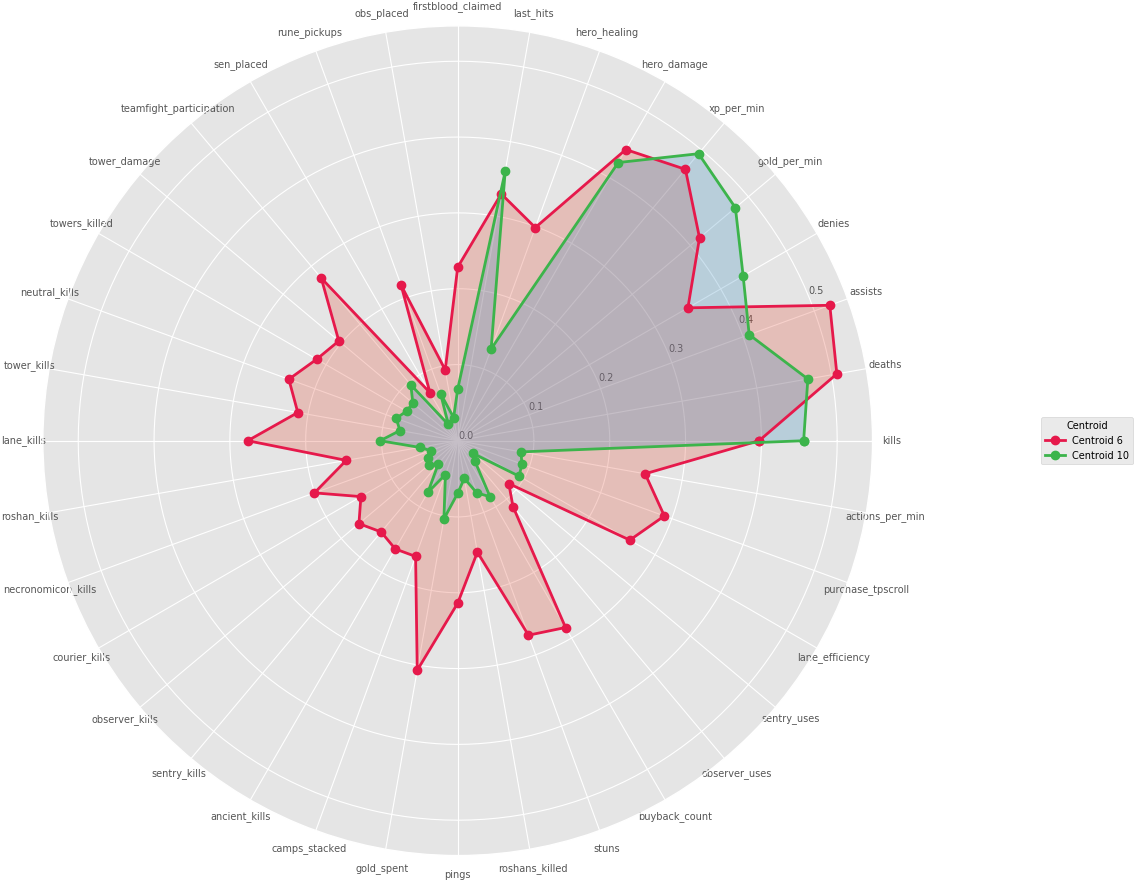 firstblood_claimed
obs_placed
last_hits
rune_pickups
hero_healing
sen_placed
hero_damage
teamfight_participation
xp_per_min
tower_damage
gold_per_min
towers_killed
denies
neutral_kills
assists
0.5
0.4
0.3
tower_kills
deaths
0.2
0.1
0.0
lane_kills
kills
Centroid
Centroid 6
Centroid 10
roshan_kills
actions_per_min
necronomicon_kills
purchase_tpscroll
courier_kills
lane_efficiency
observer_kills
sentry_uses
sentry_kills
observer_uses
ancient_kills
buyback_count
camps_stacked
stuns
gold_spent
roshans_killed
pings